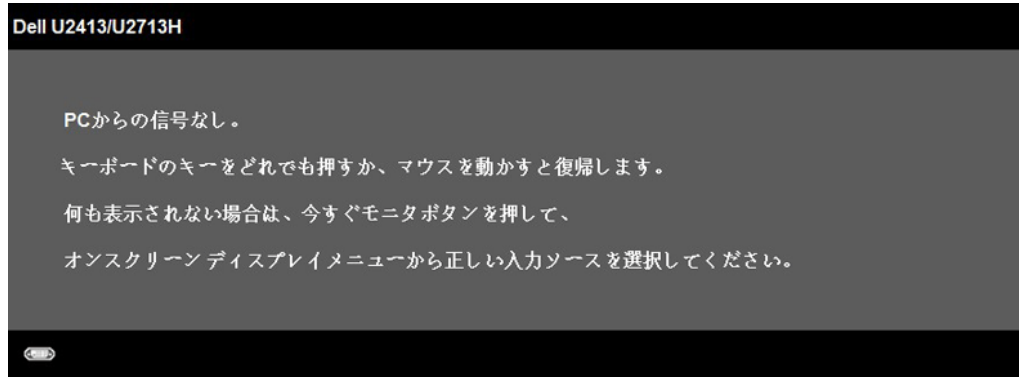 Dell U2413/U2713H
PCからの信号なし。
キーボードのキーをどれでも押すか、マウスを動かすと復帰します。
何も表示されない場合は、今すぐモニタボタンを押して、
オンスクリーン ディスプレイメニューから正しい入力ソースを選択してください。